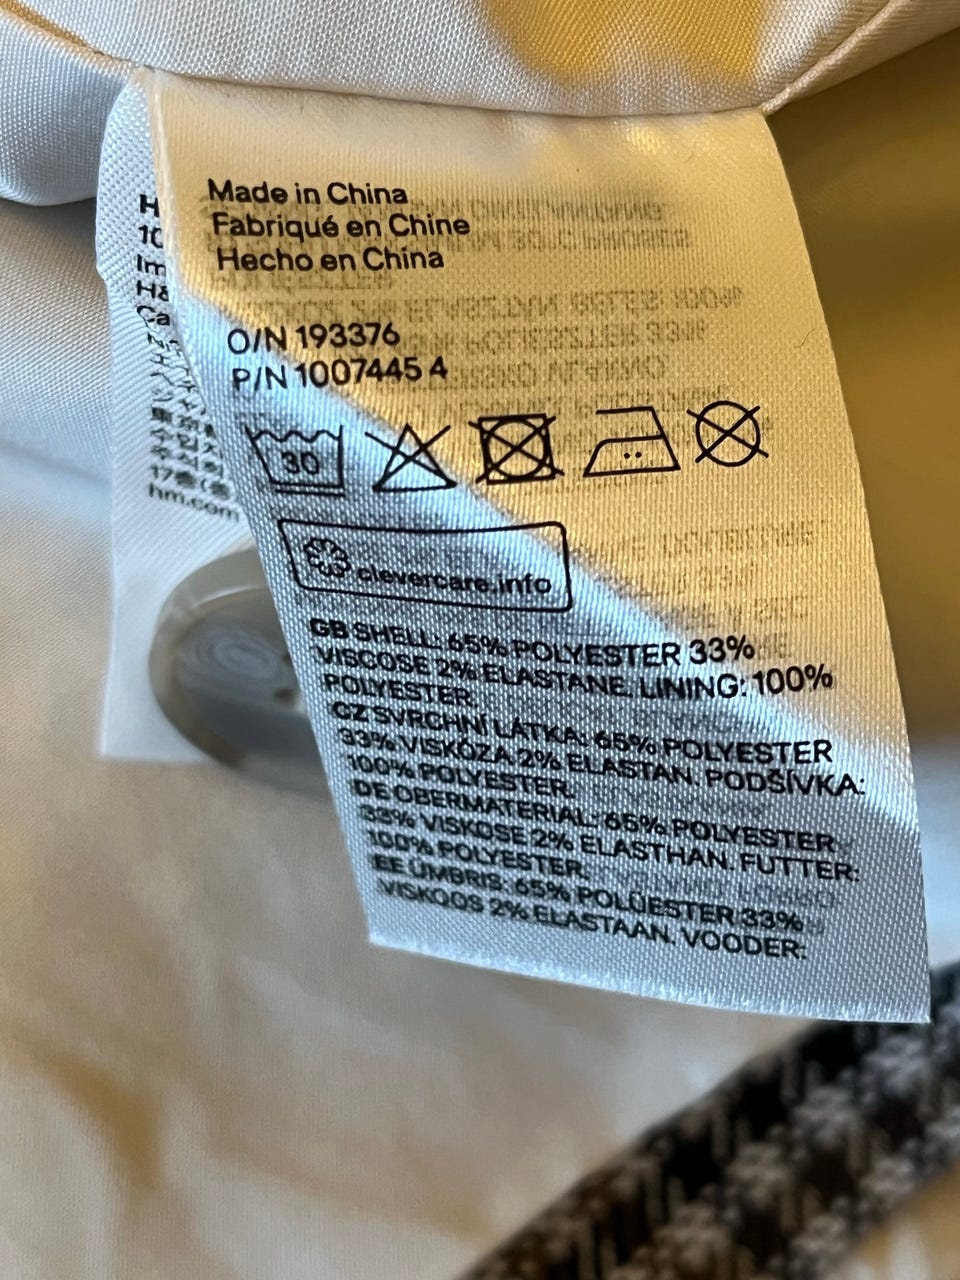 Made in China
Fabriqué en Chine
Hecho en China
O/N 193376
P/N 1007445 4
30
clevercare.info
GB SHELL: 65% POLYESTER 33%
VISCOSE 2% ELASTANE. LINING: 100%
POLYESTER.
CZ SVRCHNÍ LÁTKA: 65% POLYESTER
33% VISKÓZA 2% ELASTAN. PODŠÍVKA:
100% POLYESTER.
DE OBERMATERIAL: 65% POLYESTER
33% VISKOSE 2% ELASTHAN. FUTTER:
100% POLYESTER.
EE ÜMBRIS: 65% POLÜESTER 33%
VISKOOS 2% ELASTAAN. VOODER:
H
10
Im
H&
Ca
hm.com